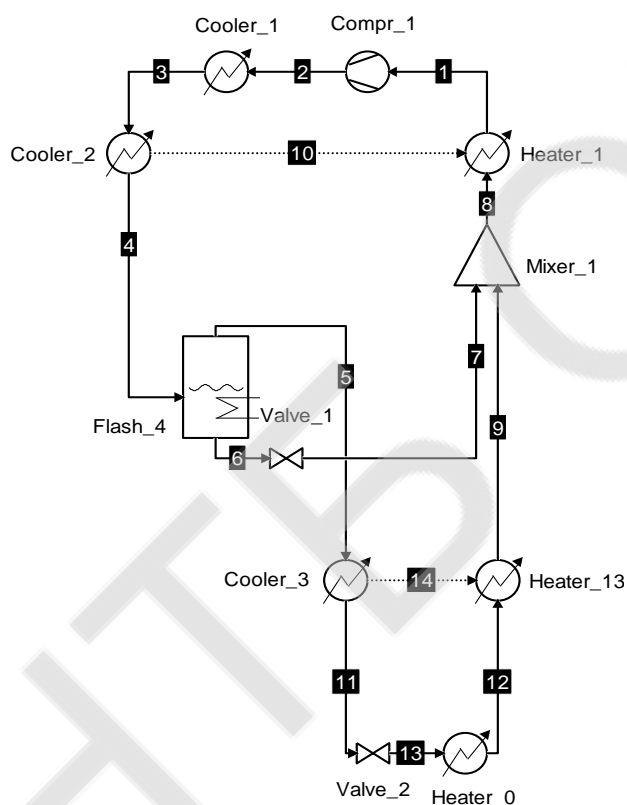 Cooler_1
Compr_1
3
2
1
Cooler_2
10
Heater_1
8
4
Mixer_1
5
7
Flash_4
Valve_1
6
9
Cooler_3
14
Heater_13
11
12
13
Valve_2
Heater_0
НТБ